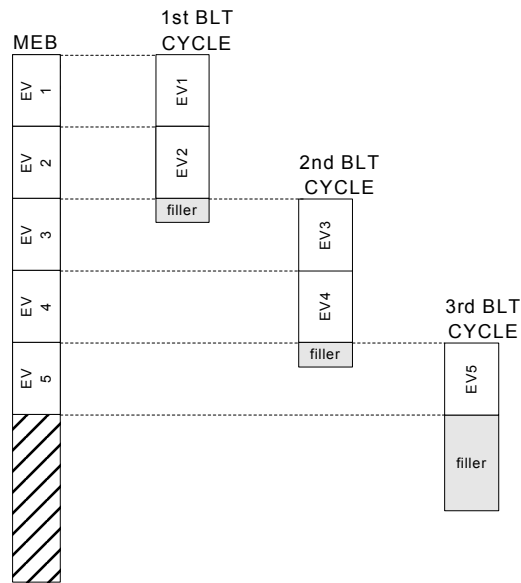 1st BLT
CYCLE
MEB
EV
1
EV1
EV
2
EV2
2nd BLT
CYCLE
filler
EV
3
EV3
EV
4
EV4
3rd BLT
CYCLE
filler
EV
5
EV5
filler